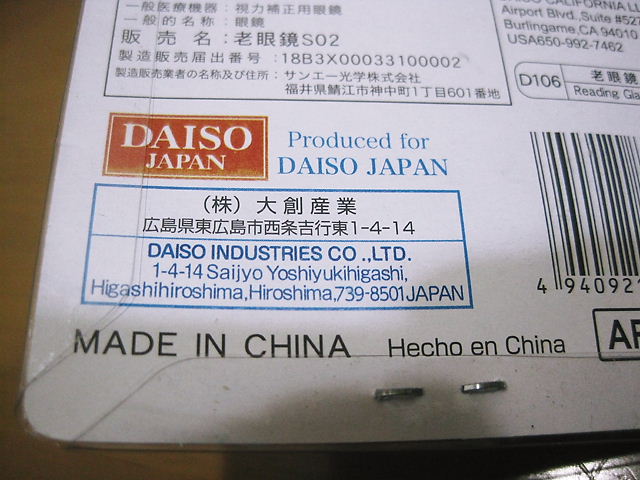 一般医療機器：視力補正用眼鏡
一般的名称：眼鏡
販売名：老眼鏡S02
製造販売届出番号：18B3X00033100002
製造販売業者の名称及び住所：サンエー光学株式会社
福井県鯖江市神中町1丁目601番地
CALIFORNIA LL
Airport Blvd., Suite #527
Burlingame, CA 94010
USA650-992-7462
D106
老眼鏡
Reading Gla
DAISO
JAPAN
Produced for
DAISO JAPAN
（株）大創産業
広島県東広島市西条吉行東1-4-14
DAISO INDUSTRIES CO .,LTD.
1-4-14 Saijyo Yoshiyukihigashi,
Higashihiroshima,Hiroshima,739-8501JAPAN
4 940921
MADE IN CHINA
Hecho en China